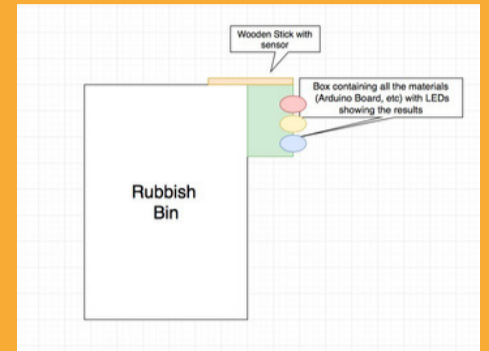 Wooden Stick with
sensor
Box containing all the materials
(Arduino Board, etc) with LEDs
showing the results
Rubbish
Bin